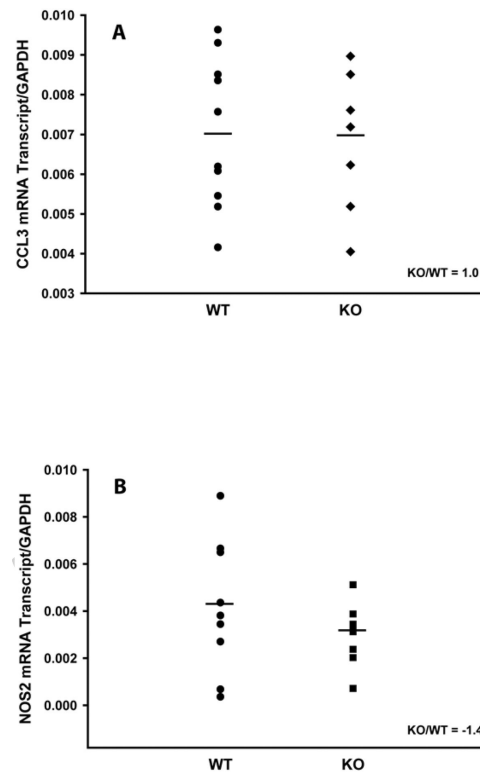 A
0.010
0.009
0.008
0.007
0.006
0.005
0.004
0.003
CCL3 mRNA Transcript/GAPDH
KO/WT = 1.0
WT KO
B
0.010
0.008
0.006
0.004
0.002
0.000
NOS2 mRNA Transcript/GAPDH
KO/WT = -1.4
WT KO